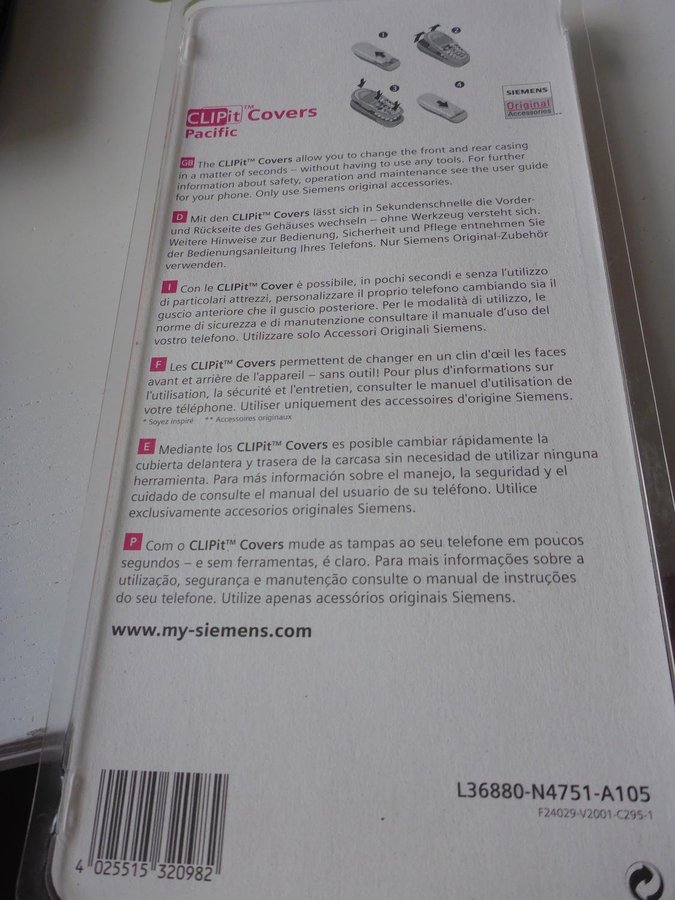 1
2
3
4
SIEMENS
Original
Accessories
CLIPit™ Covers
Pacific
GB The CLIPit™ Covers allow you to change the front and rear casing
in a matter of seconds – without having to use any tools. For further
information about safety, operation and maintenance see the user guide
for your phone. Only use Siemens original accessories.
D Mit den CLIPit™ Covers lässt sich in Sekundenschnelle die Vorder-
und Rückseite des Gehäuses wechseln – ohne Werkzeug versteht sich.
Weitere Hinweise zur Bedienung, Sicherheit und Pflege entnehmen Sie
der Bedienungsanleitung Ihres Telefons. Nur Siemens Original-Zubehör
verwenden.
I Con le CLIPit™ Cover è possibile, in pochi secondi e senza l'utilizzo
di particolari attrezzi, personalizzare il proprio telefono cambiando sia il
guscio anteriore che il guscio posteriore. Per le modalità di utilizzo, le
norme di sicurezza e di manutenzione consultare il manuale d'uso del
vostro telefono. Utilizzare solo Accessori Originali Siemens.
F Les CLIPit™ Covers permettent de changer en un clin d'œil les faces
avant et arrière de l'appareil – sans outil! Pour plus d'informations sur
l'utilisation, la sécurité et l'entretien, consulter le manuel d'utilisation de
votre téléphone. Utiliser uniquement des accessoires d'origine Siemens.
* Soyez inspiré ** Accessoires originaux
E Mediante los CLIPit™ Covers es posible cambiar rápidamente la
cubierta delantera y trasera de la carcasa sin necesidad de utilizar ninguna
herramienta. Para más información sobre el manejo, la seguridad y el
cuidado de consulte el manual del usuario de su teléfono. Utilice
exclusivamente accesorios originales Siemens.
P Com o CLIPit™ Covers mude as tampas ao seu telefone em poucos
segundos – e sem ferramentas, é claro. Para mais informações sobre a
utilização, segurança e manutenção consulte o manual de instruções
do seu telefone. Utilize apenas acessórios originais Siemens.
www.my-siemens.com
L36880-N4751-A105
F24029-V2001-C295-1
4 025515 320982